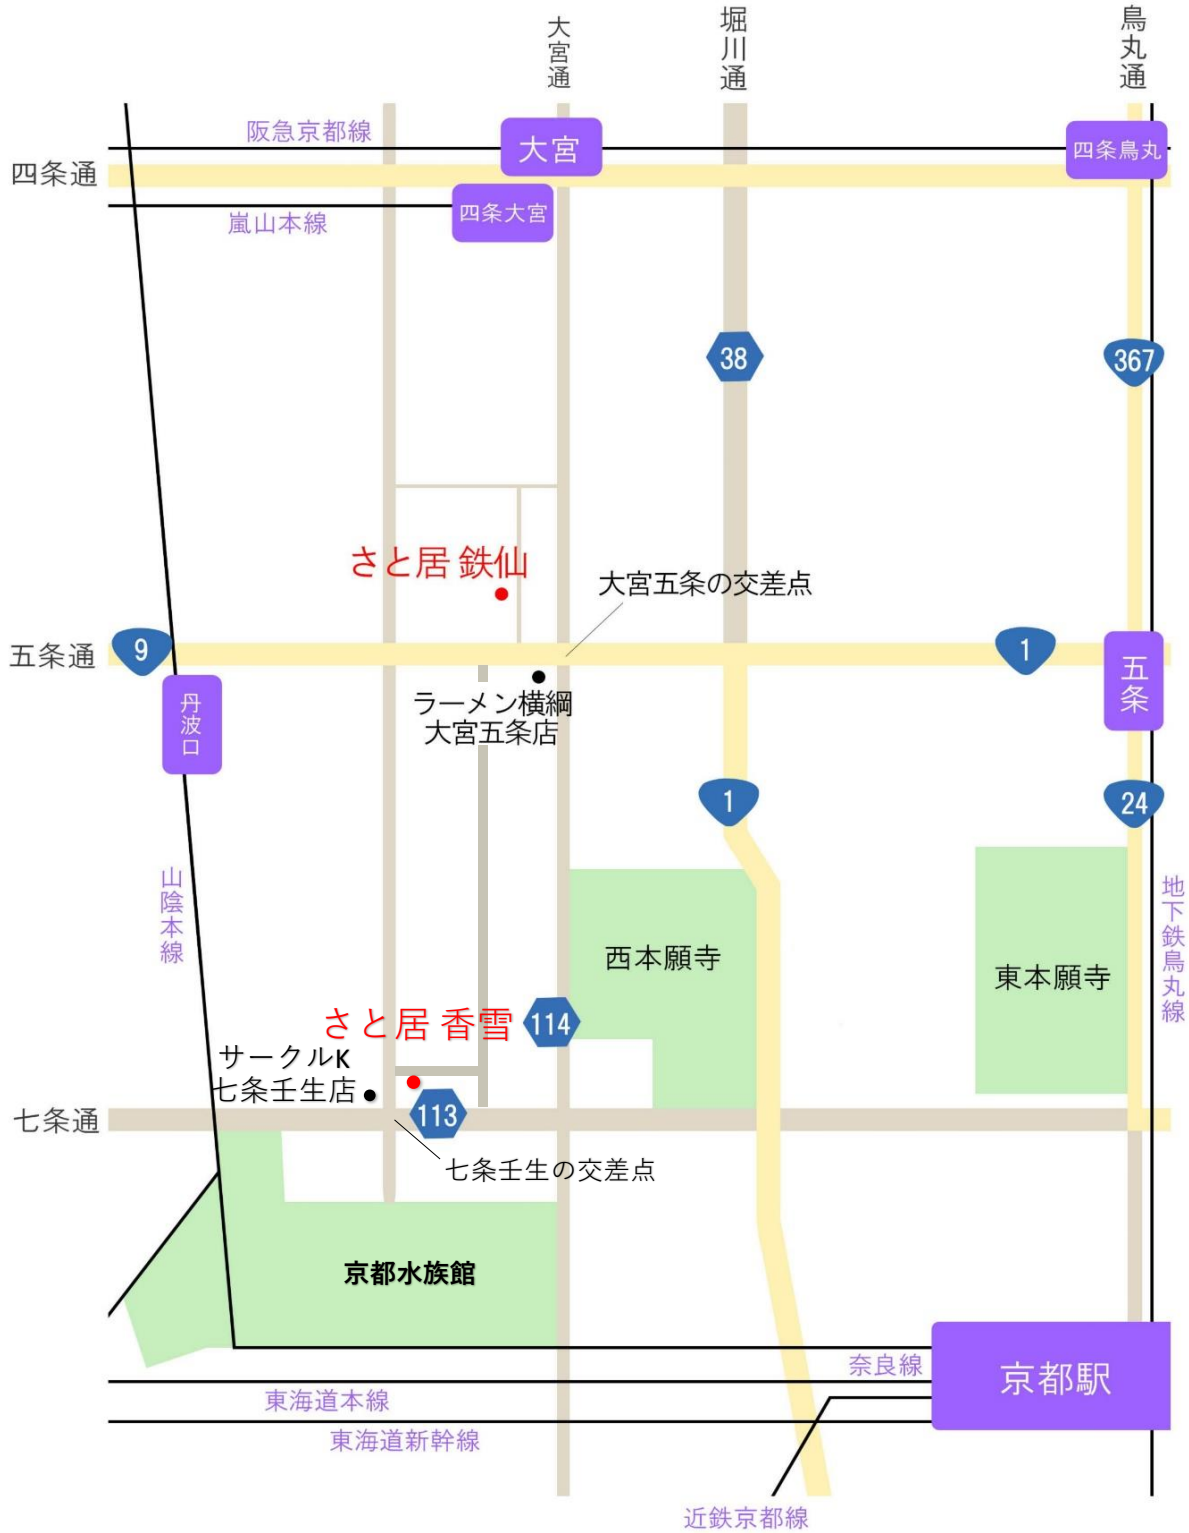 大宮通
堀川通
鳥丸通
阪急京都線
大宮
四条鳥丸
四条通
四条大宮
嵐山本線
38
367
さと居 鉄仙
大宮五条の交差点
五条通
9
1
五条
丹波口
ラーメン横綱
大宮五条店
1
24
山陰本線
地下鉄鳥丸線
西本願寺
東本願寺
さと居 香雪
114
サークルK
七条壬生店
113
七条通
七条壬生の交差点
京都水族館
奈良線
京都駅
東海道本線
東海道新幹線
近鉄京都線